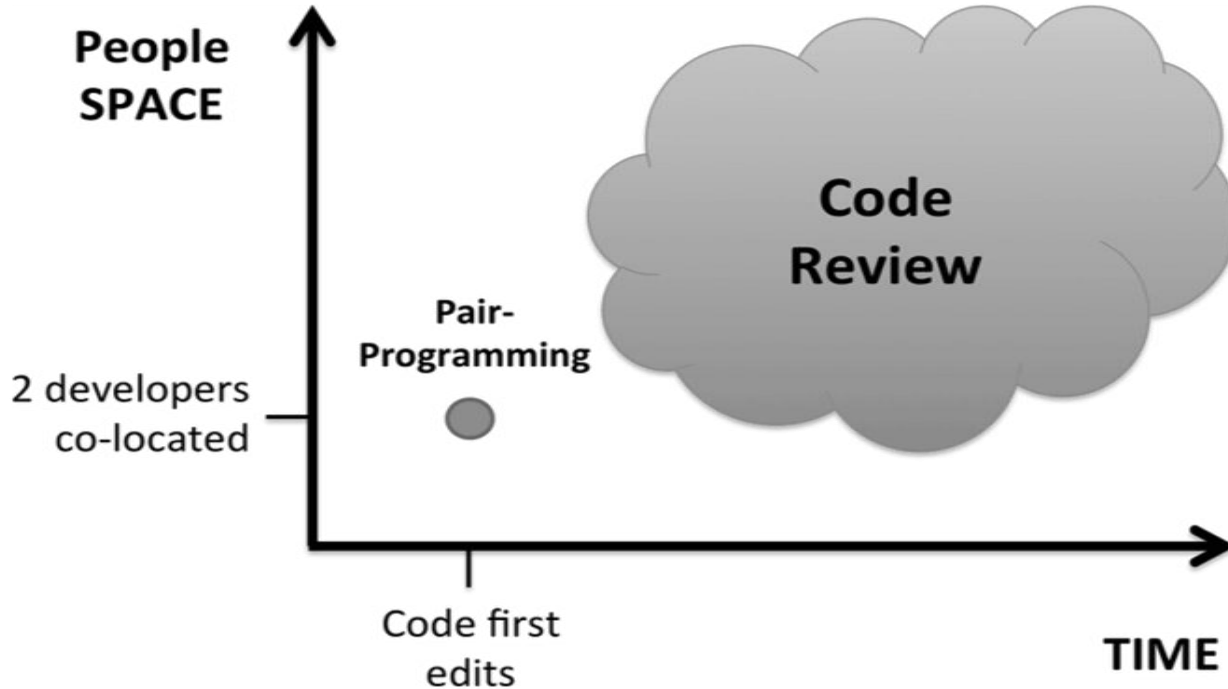 People
SPACE
Code
Review
Pair-
Programming
2 developers
co-located
Code first
edits
TIME